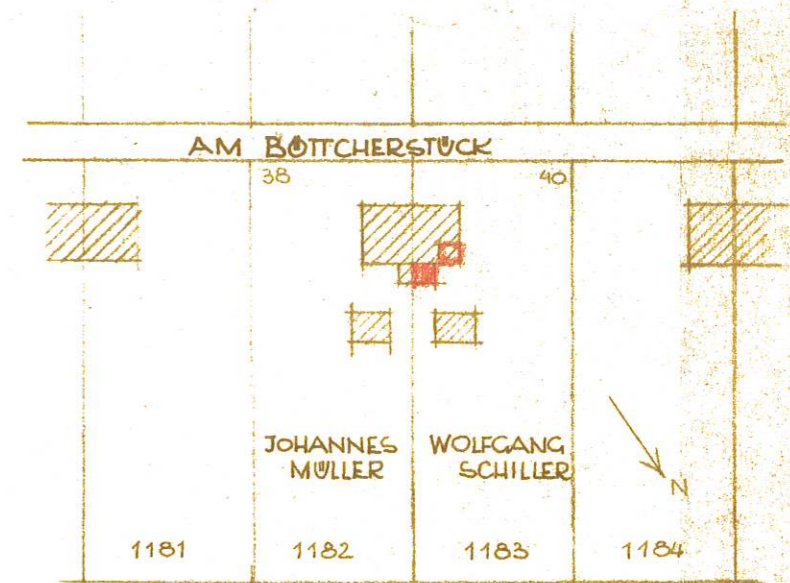 AM BÖTTCHERSTÜCK
38
40
JOHANNES
MÜLLER
WOLFGANG
SCHILLER
N
1181
1182
1183
1184